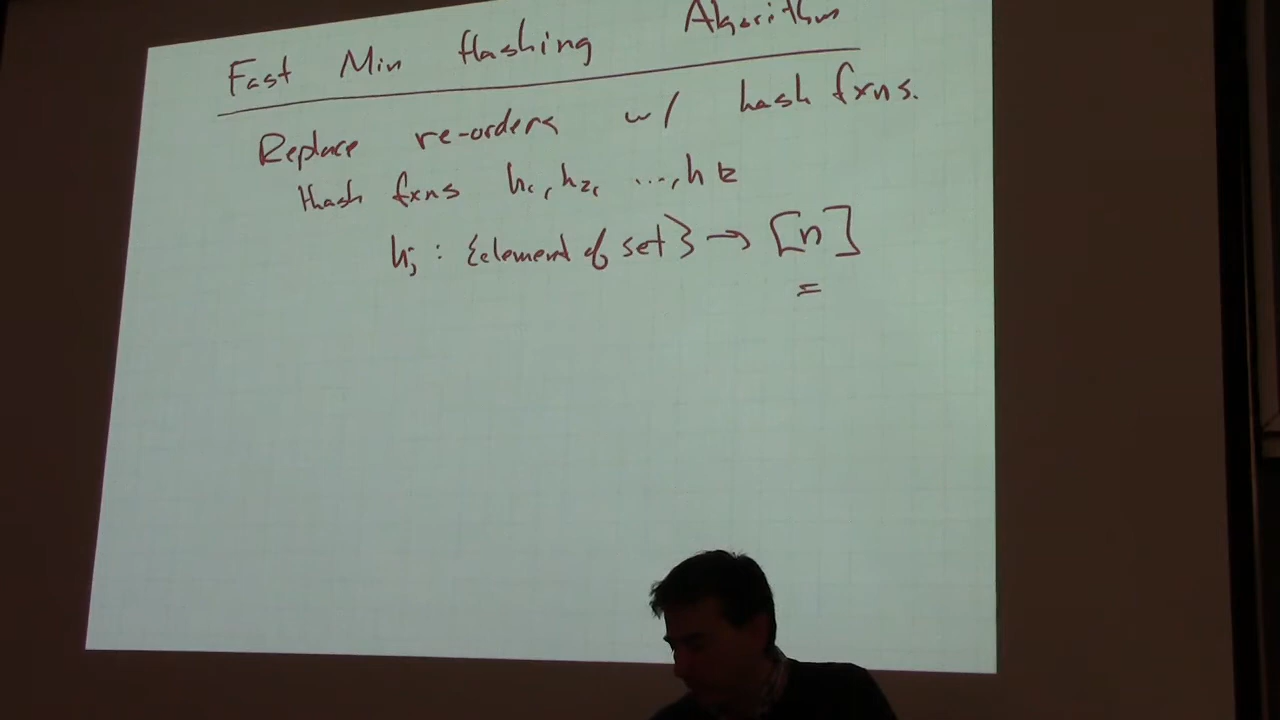 Fast Min Hashing Algorithm
Replace re-orders w/ hash fxns.
Hash fxns h₁, h₂, ..., hk
hj : {element of set} → [n]
=